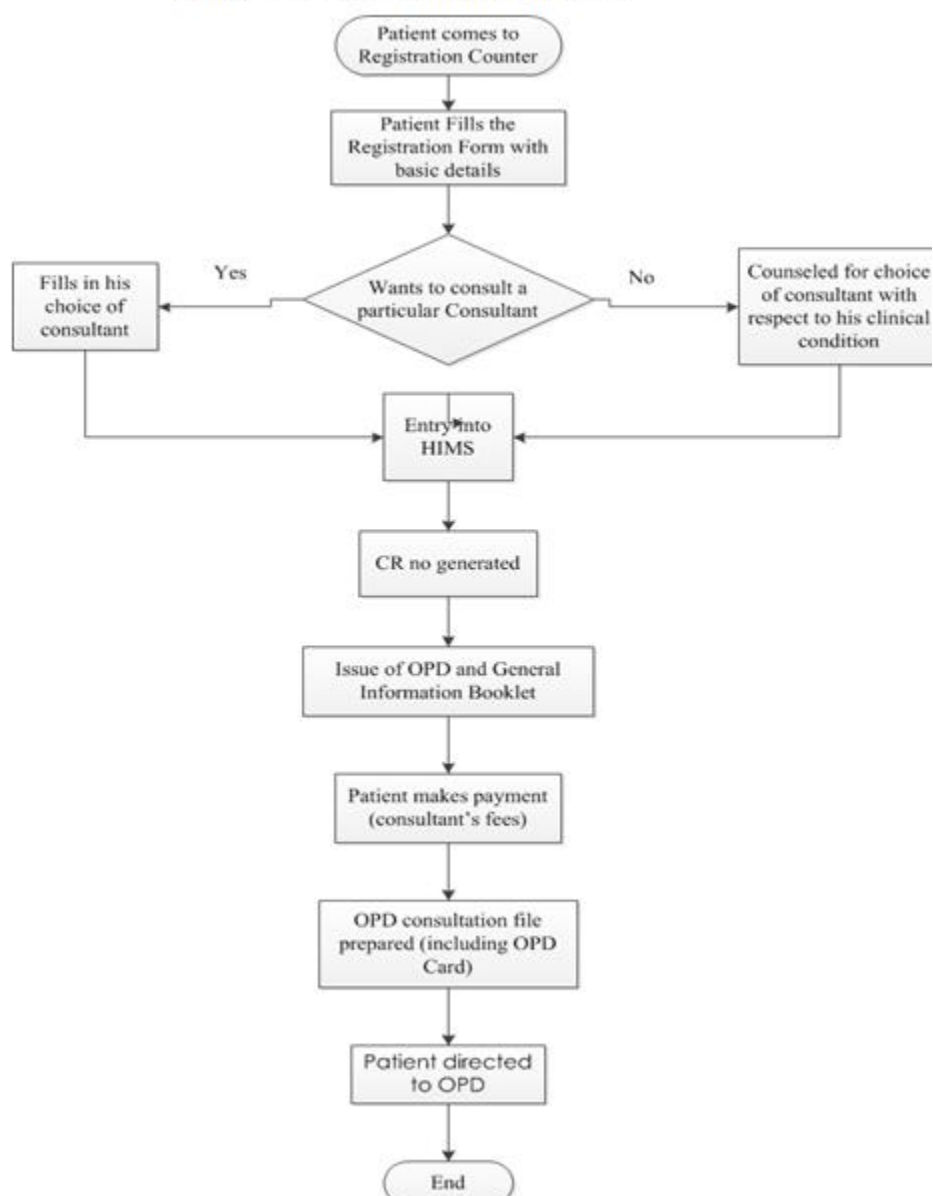 Patient comes to
Registration Counter
Patient Fills the
Registration Form with
basic details
Yes
No
Fills in his
choice of
consultant
Wants to consult a
particular Consultant
Counseled for choice
of consultant with
respect to his clinical
condition
Entry into
HIMS
CR no generated
Issue of OPD and General
Information Booklet
Patient makes payment
(consultant's fees)
OPD consultation file
prepared (including OPD
Card)
Patient directed
to OPD
End